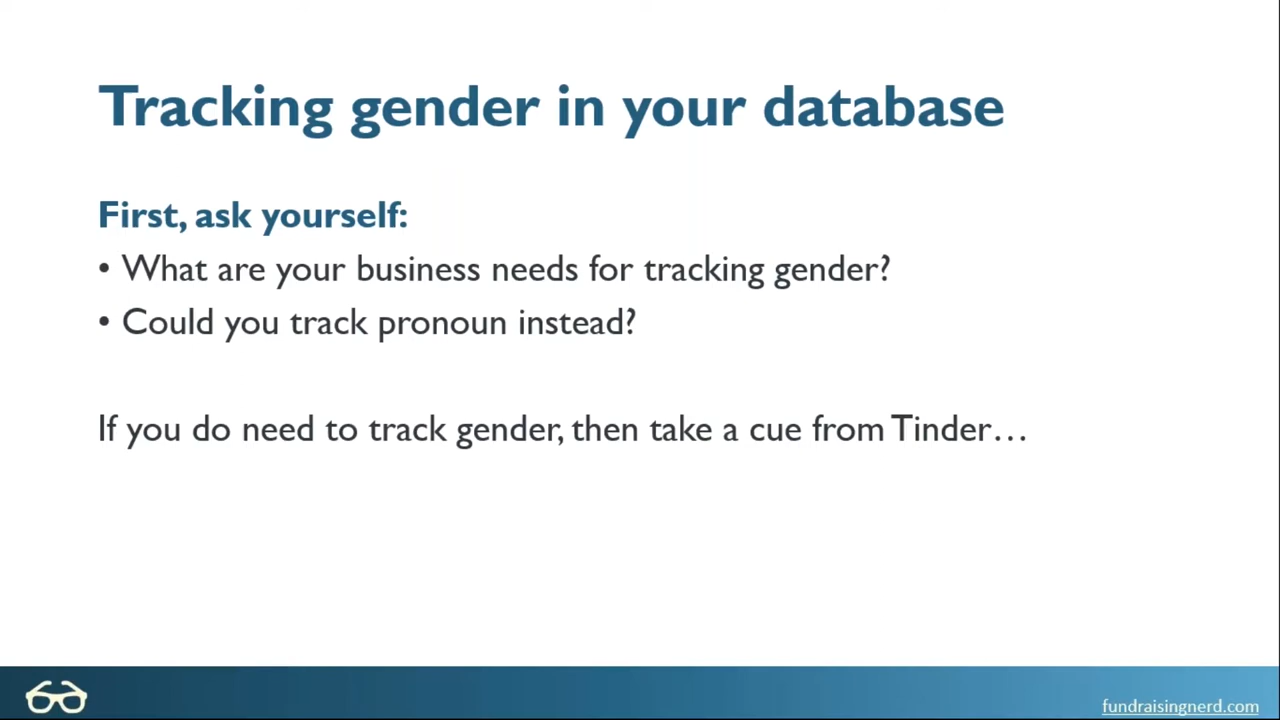 Tracking gender in your database
First, ask yourself:
• What are your business needs for tracking gender?
• Could you track pronoun instead?
If you do need to track gender, then take a cue from Tinder…
fundraisingnerd.com